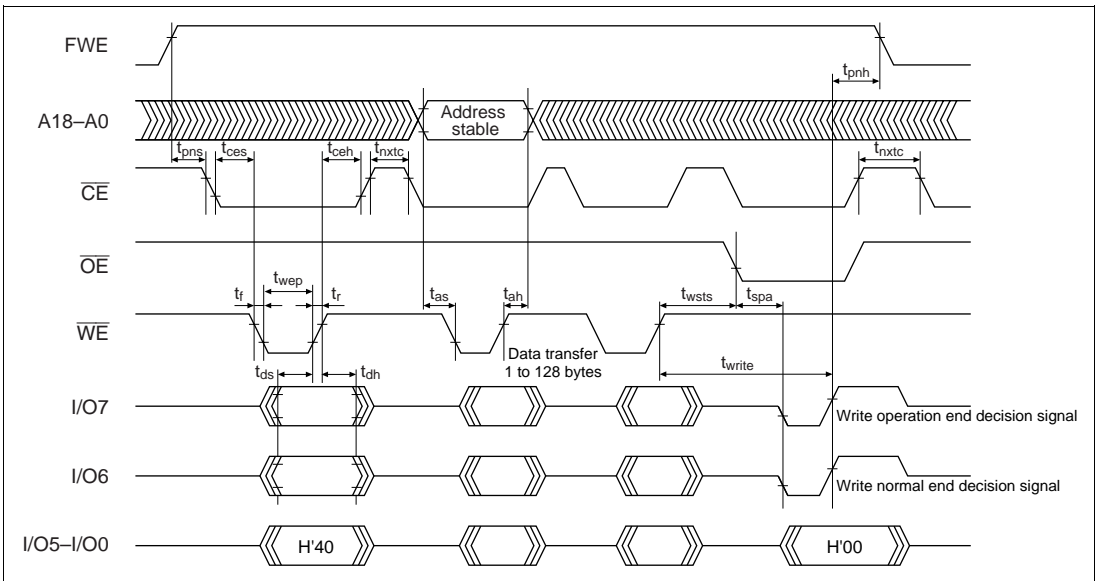 FWE
tpnh
A18–A0
Address
stable
tpns
tces
tceh
tnxtc
tnxtc
CE
OE
tf
twep
tr
tas
tah
twsts
tspa
WE
Data transfer
1 to 128 bytes
twrite
tds
tdh
I/O7
Write operation end decision signal
I/O6
Write normal end decision signal
I/O5–I/O0
H'40
H'00